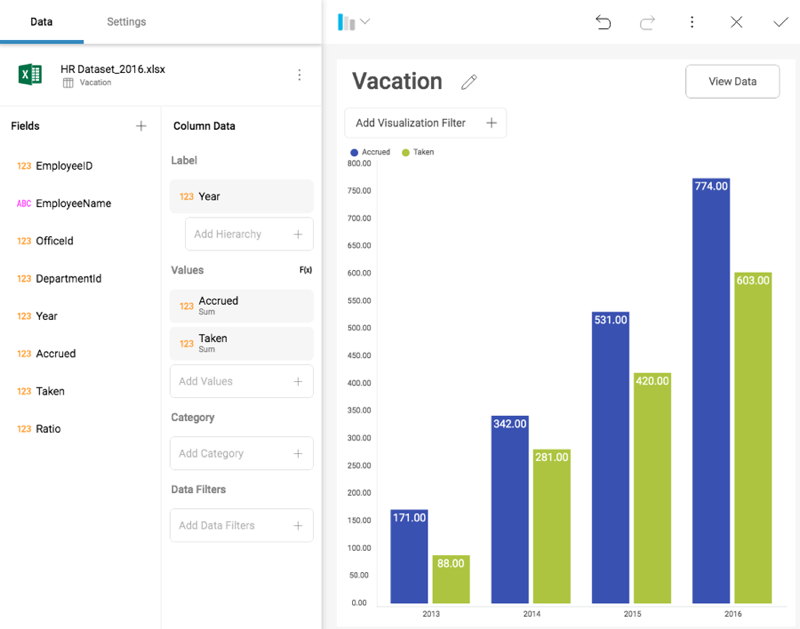 Data
Settings
HR Dataset_2016.xlsx
Vacation
Fields
123 EmployeeID
ABC EmployeeName
123 OfficeId
123 DepartmentId
123 Year
123 Accrued
123 Taken
123 Ratio
Column Data
Label
123 Year
Add Hierarchy
Values F(x)
123 Accrued
Sum
123 Taken
Sum
Add Values
Category
Add Category
Data Filters
Add Data Filters
Vacation
View Data
Add Visualization Filter
Accrued Taken
800.00
750.00
700.00
650.00
600.00
550.00
500.00
450.00
400.00
350.00
300.00
250.00
200.00
150.00
100.00
50.00
0.00
171.00
88.00
342.00
281.00
531.00
420.00
774.00
603.00
2013 2014 2015 2016